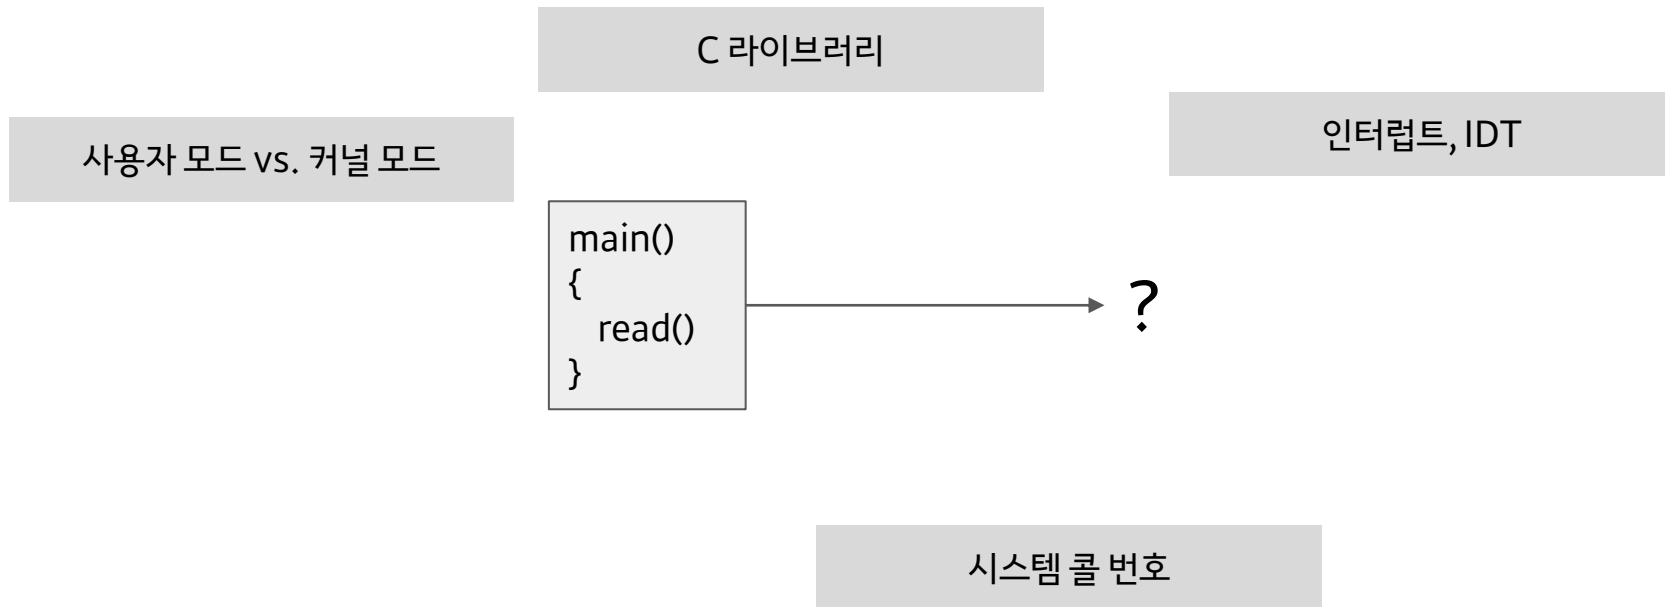 C 라이브러리
인터럽트, IDT
사용자 모드 vs. 커널 모드
main()
{
read()
}
?
시스템 콜 번호